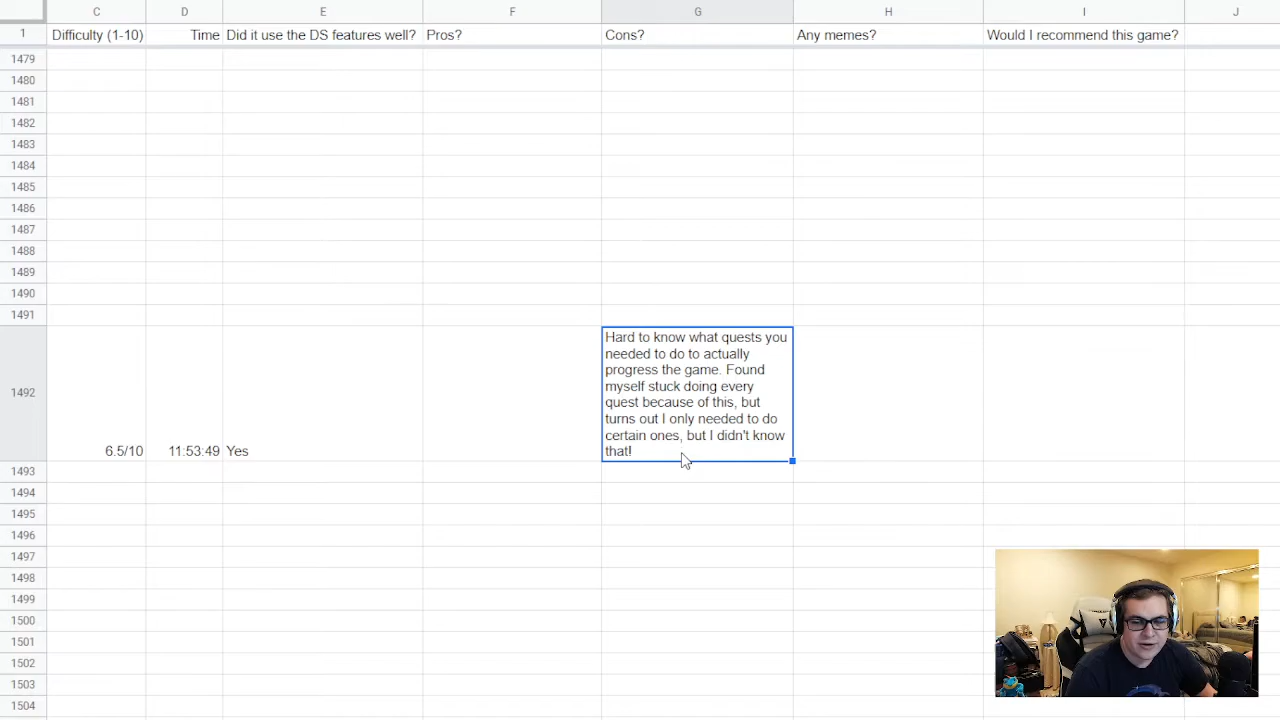 C D E F G H I J
1 Difficulty (1-10) Time Did it use the DS features well? Pros? Cons? Any memes? Would I recommend this game?
1479
1480
1481
1482
1483
1484
1485
1486
1487
1488
1489
1490
1491
Hard to know what quests you
needed to do to actually
progress the game. Found
myself stuck doing every
1492
quest because of this, but
turns out I only needed to do
certain ones, but I didn't know
6.5/10 11:53:49 Yes that!
1493
1494
1495
1496
1497
1498
1499
1500
1501
1502
1503
1504